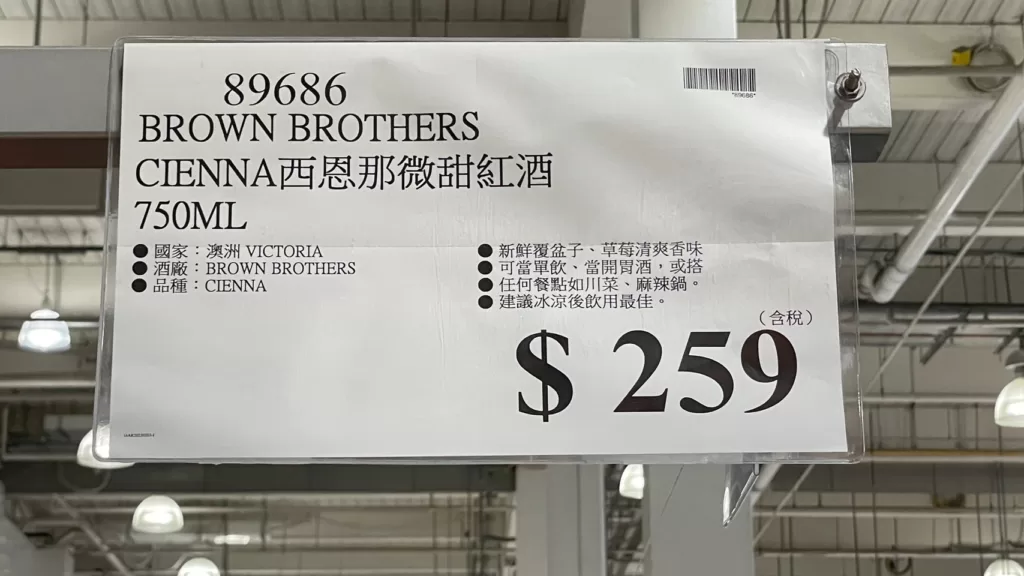 89686
*89686*
BROWN BROTHERS
CIENNA西恩那微甜紅酒
750ML
● 國家：澳洲 VICTORIA
● 酒廠：BROWN BROTHERS
● 品種：CIENNA
● 新鮮覆盆子、草莓清爽香味
● 可當單飲、當開胃酒，或搭
● 任何餐點如川菜、麻辣鍋。
● 建議冰涼後飲用最佳。
（含稅）
$ 259